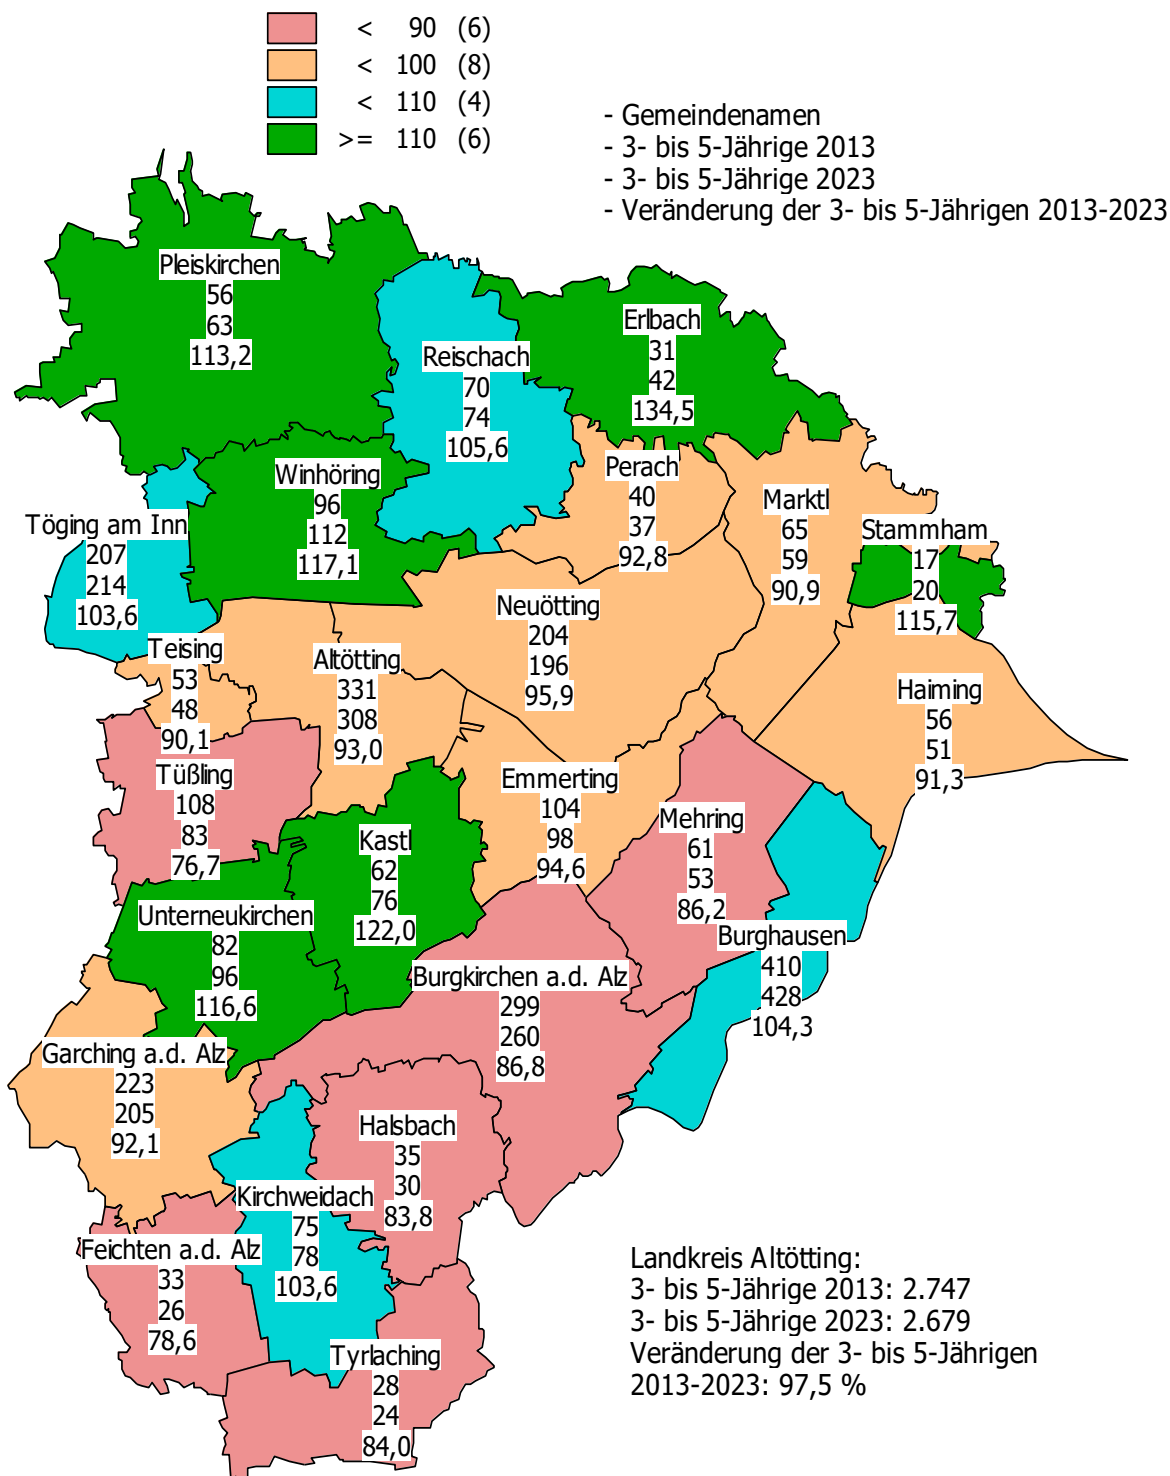 < 90 (6)
< 100 (8)
< 110 (4)
>= 110 (6)
- Gemeindenamen
- 3- bis 5-Jährige 2013
- 3- bis 5-Jährige 2023
- Veränderung der 3- bis 5-Jährigen 2013-2023
Pleiskirchen
56
63
113,2
Erlbach
31
42
134,5
Reischach
70
74
105,6
Winhöring
96
112
117,1
Perach
40
37
92,8
Marktl
65
59
90,9
Stammham
17
20
115,7
Töging am Inn
207
214
103,6
Neuötting
204
196
95,9
Teising
53
48
90,1
Altötting
331
308
93,0
Haiming
56
51
91,3
Tüßling
108
83
76,7
Emmerting
104
98
94,6
Mehring
61
53
86,2
Kastl
62
76
122,0
Unterneukirchen
82
96
116,6
Burghausen
410
428
104,3
Burgkirchen a.d. Alz
299
260
86,8
Garching a.d. Alz
223
205
92,1
Halsbach
35
30
83,8
Kirchweidach
75
78
103,6
Feichten a.d. Alz
33
26
78,6
Tyrlaching
28
24
84,0
Landkreis Altötting:
3- bis 5-Jährige 2013: 2.747
3- bis 5-Jährige 2023: 2.679
Veränderung der 3- bis 5-Jährigen
2013-2023: 97,5 %